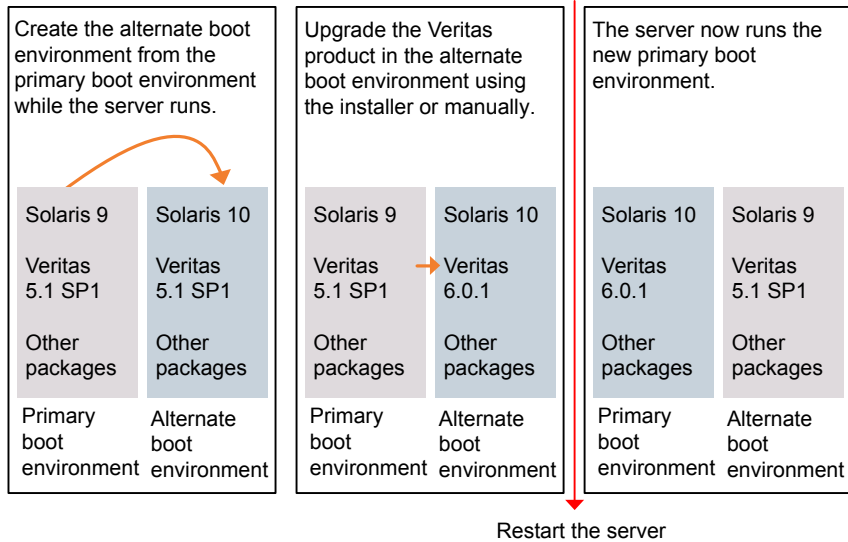 Create the alternate boot
environment from the
primary boot environment
while the server runs.
Solaris 9
Veritas
5.1 SP1
Other
packages
Primary
boot
environment
Solaris 10
Veritas
5.1 SP1
Other
packages
Alternate
boot
environment
Upgrade the Veritas
product in the alternate
boot environment using
the installer or manually.
Solaris 9
Veritas
5.1 SP1
Other
packages
Primary
boot
environment
Solaris 10
Veritas
6.0.1
Other
packages
Alternate
boot
environment
The server now runs the
new primary boot
environment.
Solaris 10
Veritas
6.0.1
Other
packages
Primary
boot
environment
Solaris 9
Veritas
5.1 SP1
Other
packages
Alternate
boot
environment
Restart the server